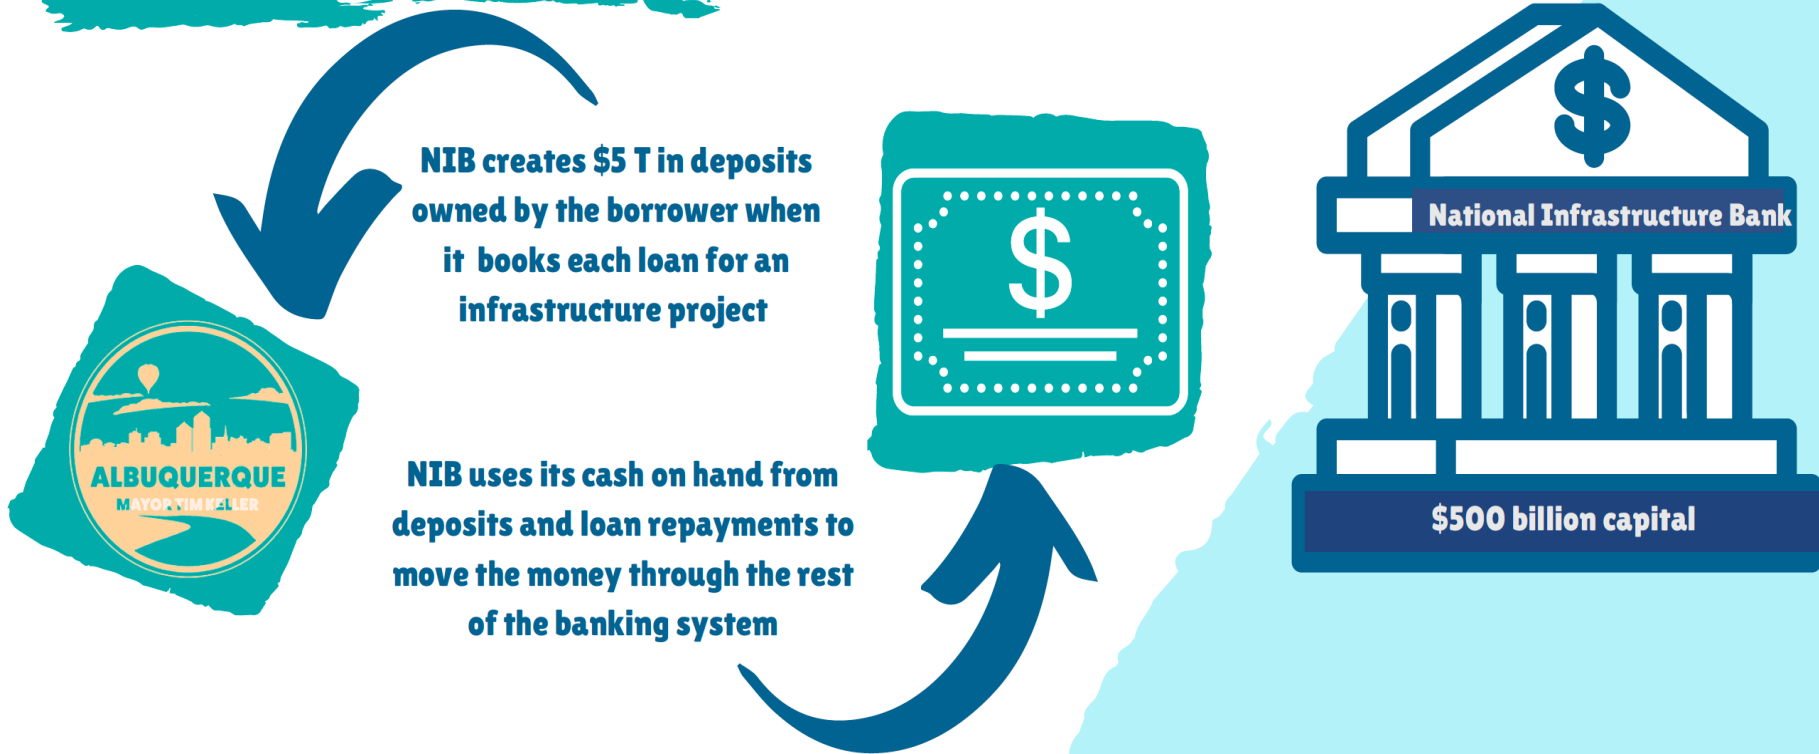 NIB creates $5 T in deposits
owned by the borrower when
it books each loan for an
infrastructure project
$
$
National Infrastructure Bank
ALBUQUERQUE
MAYOR TIM KELLER
NIB uses its cash on hand from
deposits and loan repayments to
move the money through the rest
of the banking system
$500 billion capital